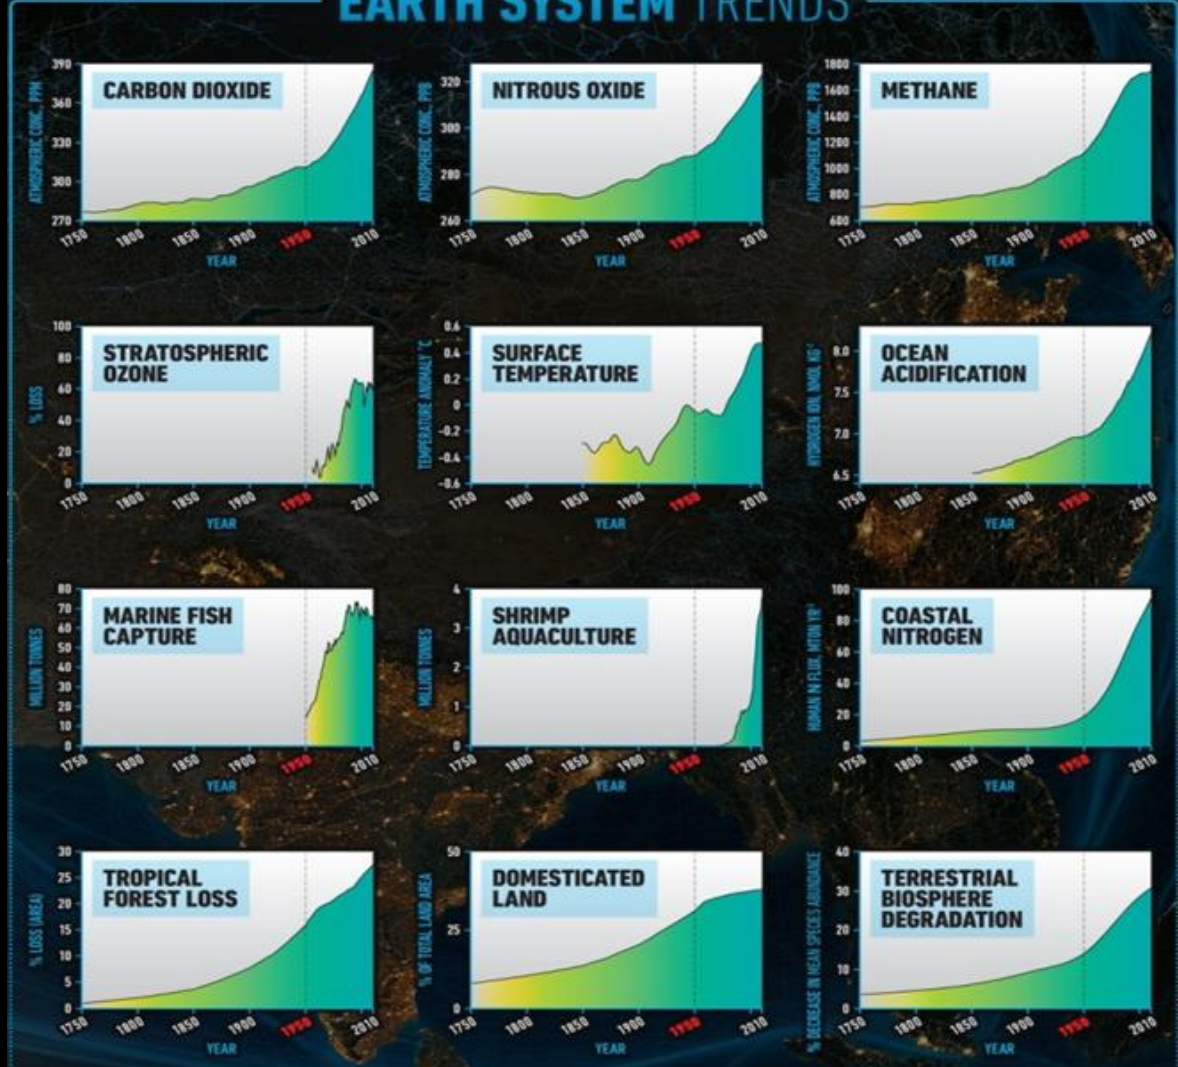 EARTH SYSTEM TRENDS
CARBON DIOXIDE
ATMOSPHERIC CONC., PPM
390
360
330
300
270
1750 1800 1850 1900 1950 2010
YEAR
NITROUS OXIDE
ATMOSPHERIC CONC., PPB
320
300
280
260
1750 1800 1850 1900 1950 2010
YEAR
METHANE
ATMOSPHERIC CONC., PPB
1800
1600
1400
1200
1000
800
600
1750 1800 1850 1900 1950 2010
YEAR
STRATOSPHERIC
OZONE
% LOSS
100
80
60
40
20
0
1750 1800 1850 1900 1950 2010
YEAR
SURFACE
TEMPERATURE
TEMPERATURE ANOMALY °C
0.6
0.4
0.2
0
-0.2
-0.4
-0.6
1750 1800 1850 1900 1950 2010
YEAR
OCEAN
ACIDIFICATION
HYDROGEN ION, NMOL KG⁻¹
8.0
7.5
7.0
6.5
1750 1800 1850 1900 1950 2010
YEAR
MARINE FISH
CAPTURE
MILLION TONNES
80
70
60
50
40
30
20
10
0
1750 1800 1850 1900 1950 2010
YEAR
SHRIMP
AQUACULTURE
MILLION TONNES
4
3
2
1
0
1750 1800 1850 1900 1950 2010
YEAR
COASTAL
NITROGEN
HUMAN N FLUX, MTON YR⁻¹
100
80
60
40
20
0
1750 1800 1850 1900 1950 2010
YEAR
TROPICAL
FOREST LOSS
% LOSS (AREA)
30
25
20
15
10
5
0
1750 1800 1850 1900 1950 2010
YEAR
DOMESTICATED
LAND
% OF TOTAL LAND AREA
50
25
0
1750 1800 1850 1900 1950 2010
YEAR
TERRESTRIAL
BIOSPHERE
DEGRADATION
% DECREASE IN MEAN SPECIES ABUNDANCE
40
30
20
10
0
1750 1800 1850 1900 1950 2010
YEAR